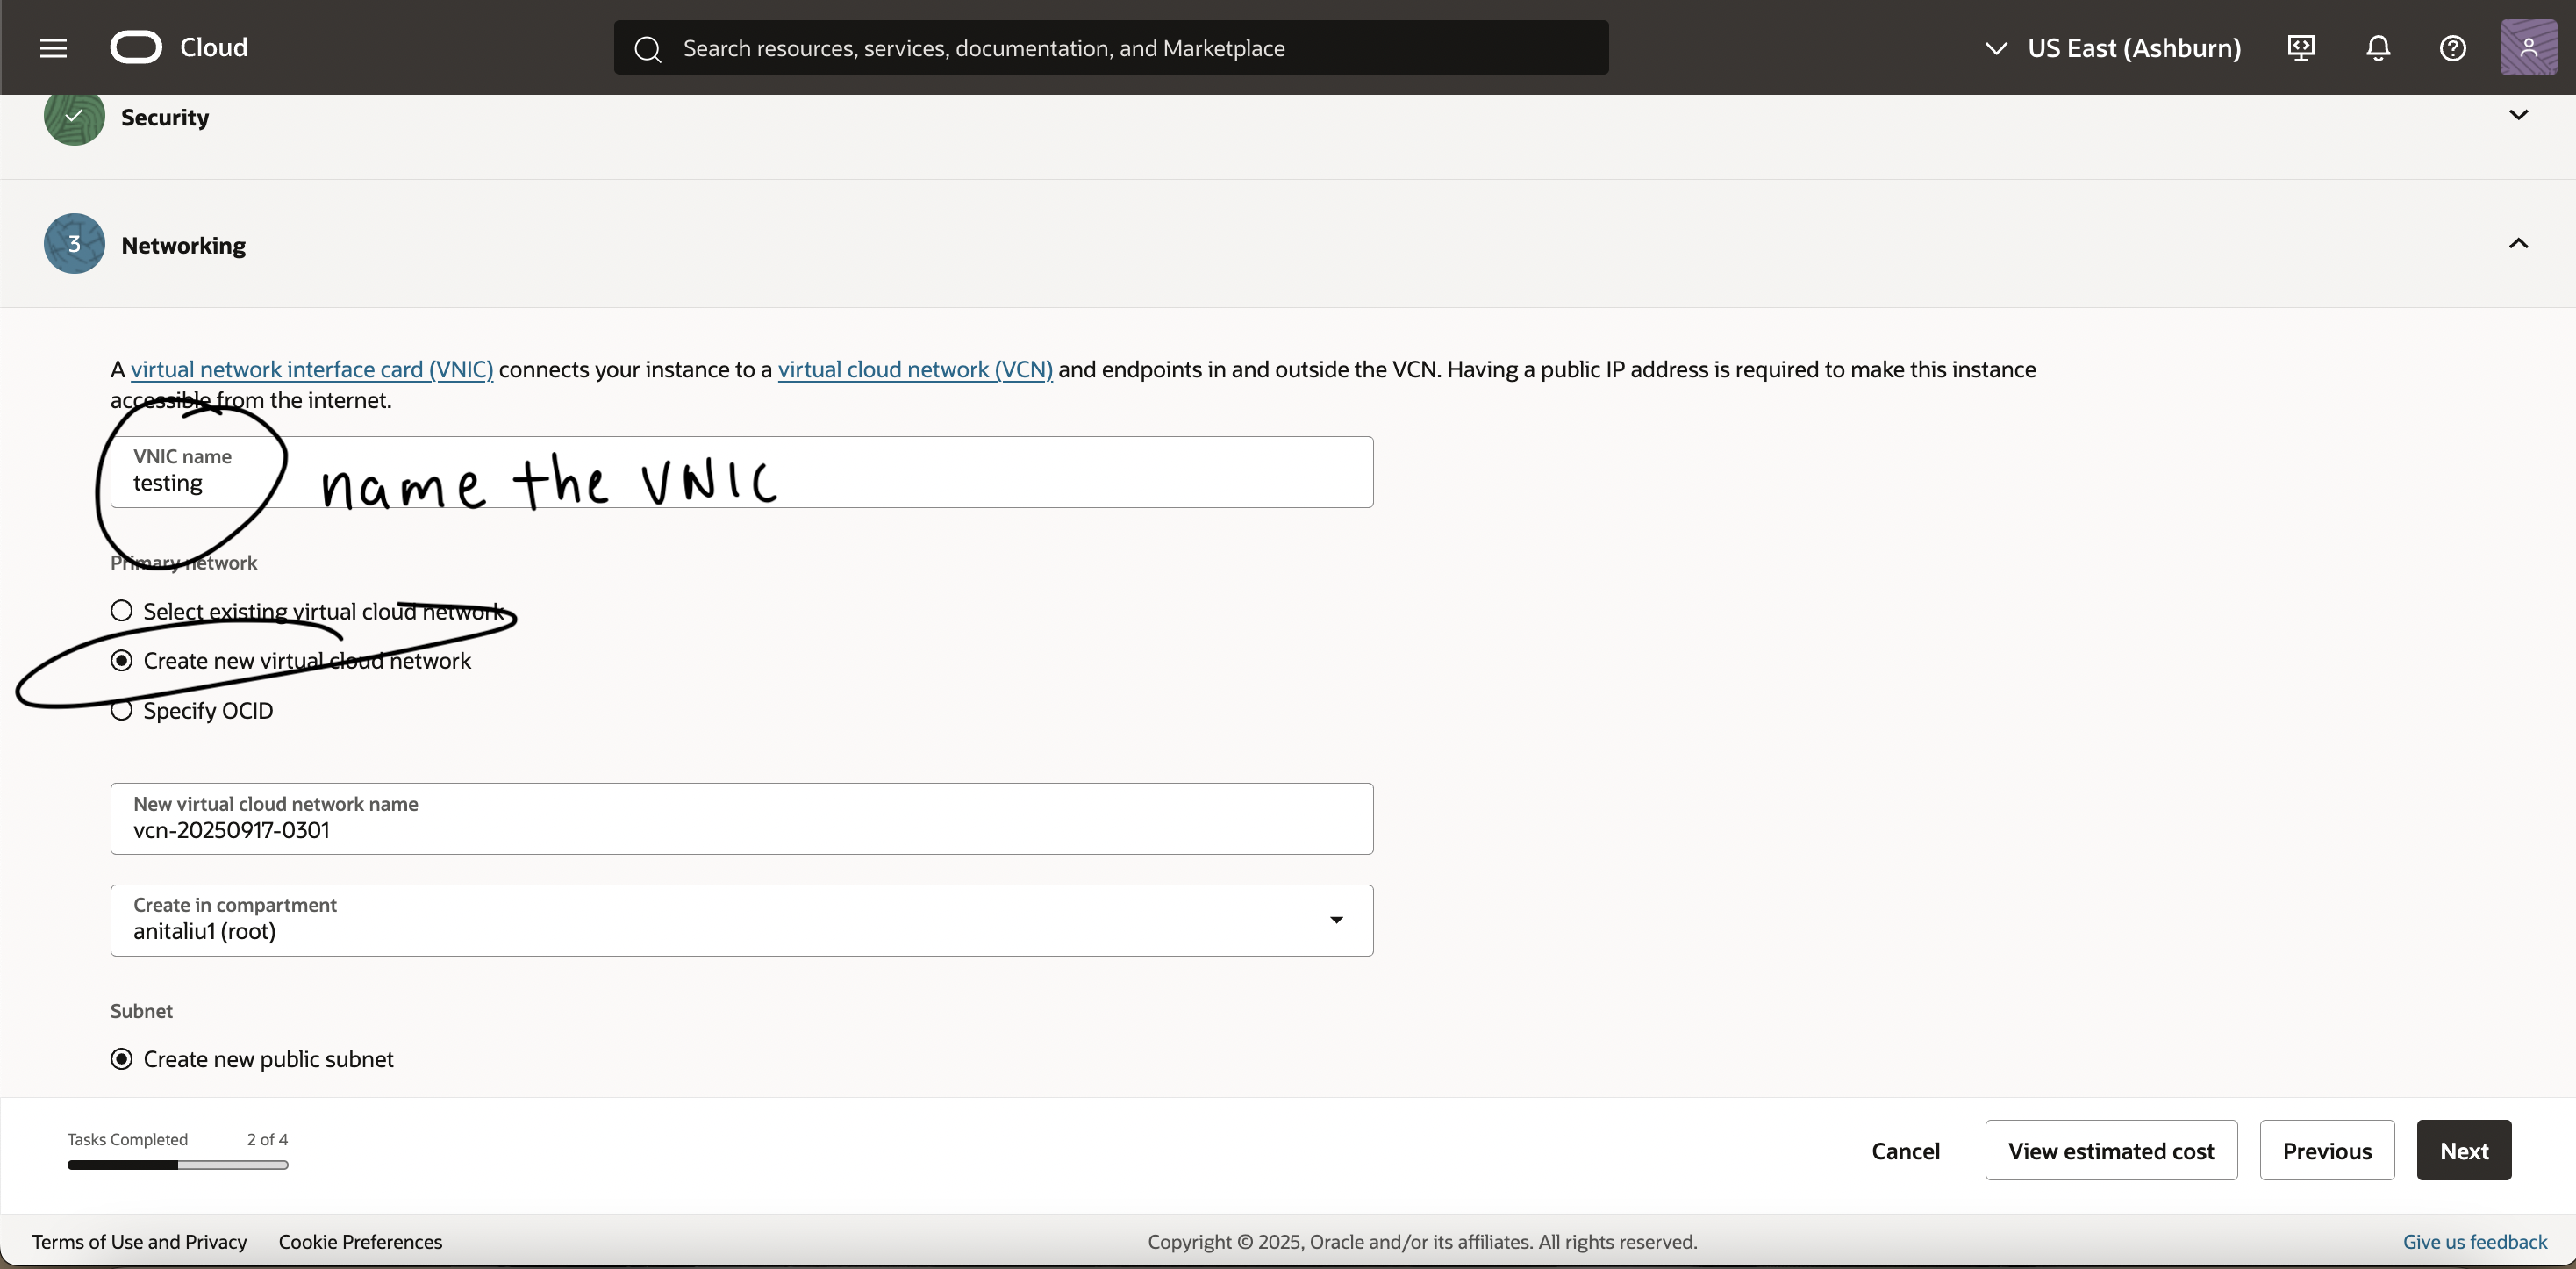 Cloud
Search resources, services, documentation, and Marketplace
US East (Ashburn)
Security
3
Networking
A virtual network interface card (VNIC) connects your instance to a virtual cloud network (VCN) and endpoints in and outside the VCN. Having a public IP address is required to make this instance
accessible from the internet.
VNIC name
testing
name the VNIC
Primary network
Select existing virtual cloud network
Create new virtual cloud network
Specify OCID
New virtual cloud network name
vcn-20250917-0301
Create in compartment
anitaliu1 (root)
Subnet
Create new public subnet
Tasks Completed 2 of 4
Cancel
View estimated cost
Previous
Next
Terms of Use and Privacy
Cookie Preferences
Copyright © 2025, Oracle and/or its affiliates. All rights reserved.
Give us feedback